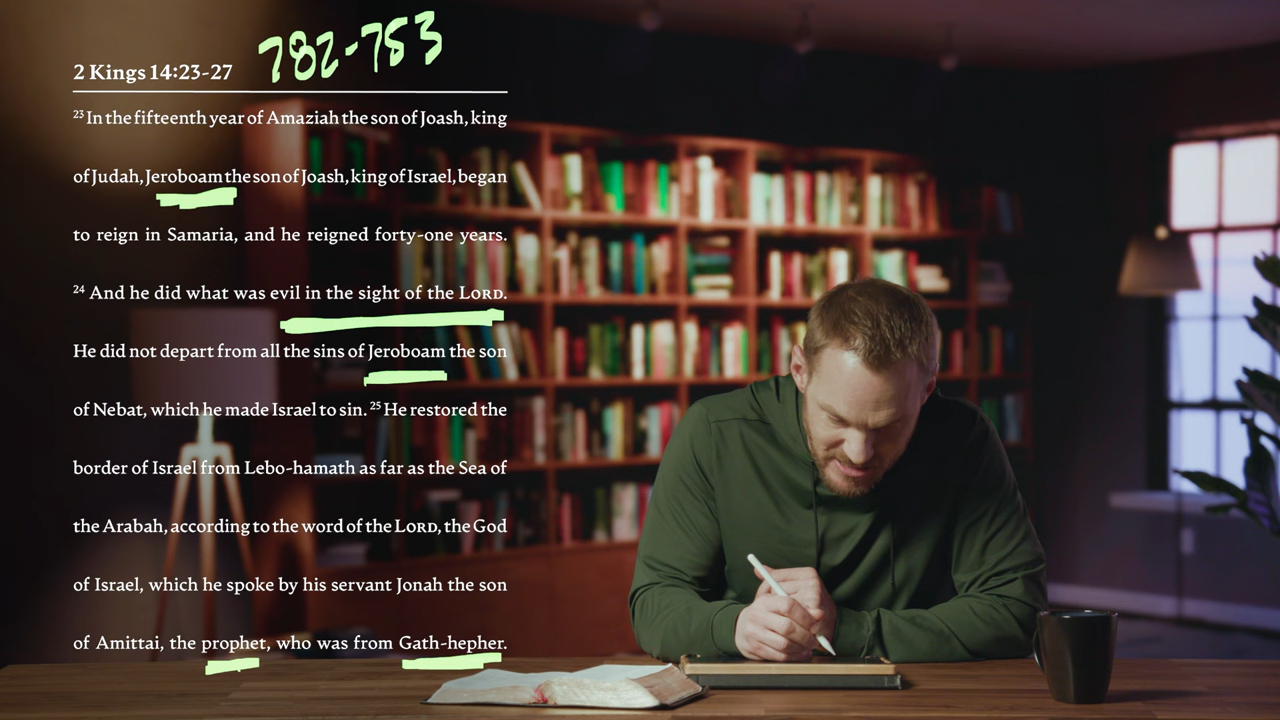 782-753
2 Kings 14:23-27
23 In the fifteenth year of Amaziah the son of Joash, king
of Judah, Jeroboam the son of Joash, king of Israel, began
to reign in Samaria, and he reigned forty-one years.
24 And he did what was evil in the sight of the LORD.
He did not depart from all the sins of Jeroboam the son
of Nebat, which he made Israel to sin. 25 He restored the
border of Israel from Lebo-hamath as far as the Sea of
the Arabah, according to the word of the LORD, the God
of Israel, which he spoke by his servant Jonah the son
of Amittai, the prophet, who was from Gath-hepher.